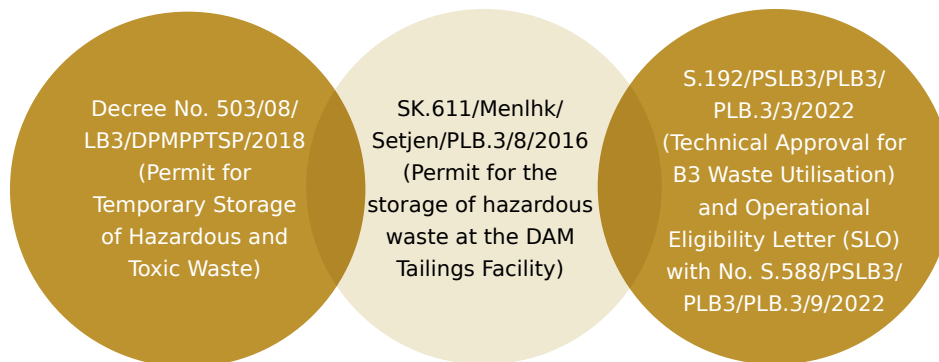 Decree No. 503/08/
LB3/DPMPPTSP/2018
(Permit for
Temporary Storage
of Hazardous and
Toxic Waste)
SK.611/Menlhk/
Setjen/PLB.3/8/2016
(Permit for the
storage of hazardous
waste at the DAM
Tailings Facility)
S.192/PSLB3/PLB3/
PLB.3/3/2022
(Technical Approval for
B3 Waste Utilisation)
and Operational
Eligibility Letter (SLO)
with No. S.588/PSLB3/
PLB3/PLB.3/9/2022